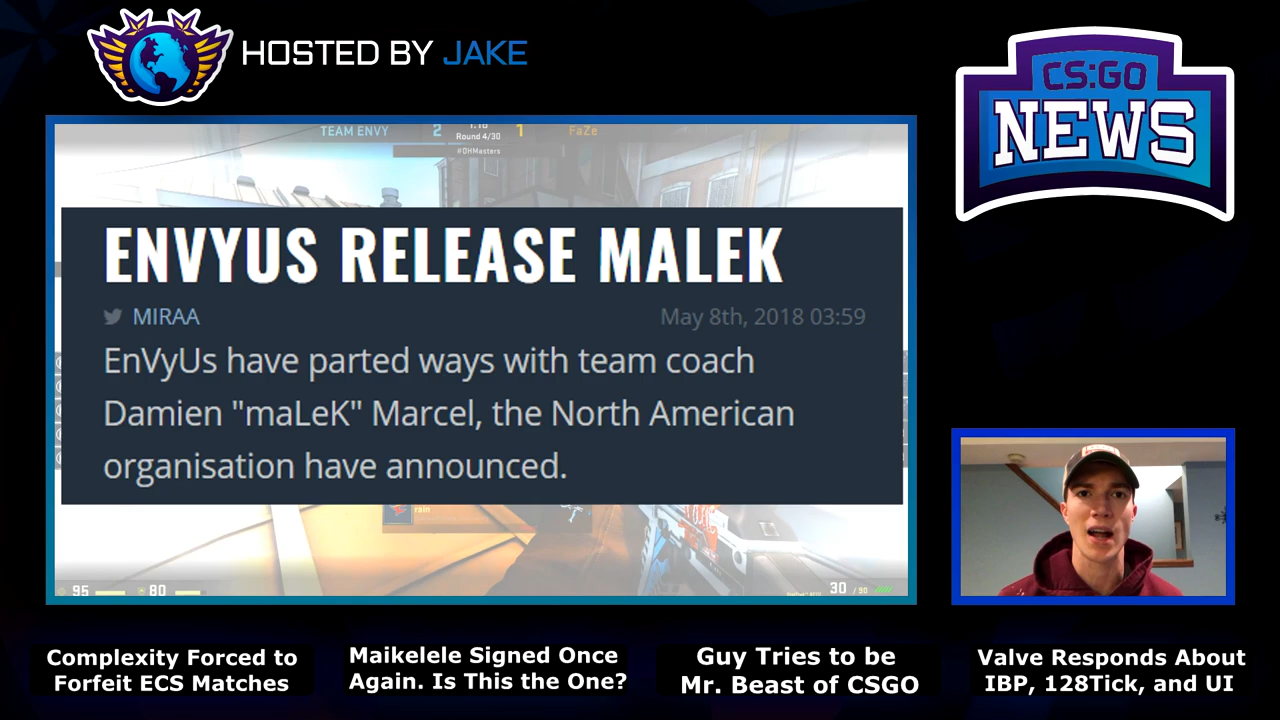 HOSTED BY JAKE
CS:GO
NEWS
TEAM ENVY 2 1 FaZe
Round 4/30
#DHMasters
ENVYUS RELEASE MALEK
MIRAA May 8th, 2018 03:59
EnVyUs have parted ways with team coach
Damien "maLeK" Marcel, the North American
organisation have announced.
rain
95 80 30 / 90
Complexity Forced to
Forfeit ECS Matches
Maikelele Signed Once
Again. Is This the One?
Guy Tries to be
Mr. Beast of CSGO
Valve Responds About
IBP, 128Tick, and UI